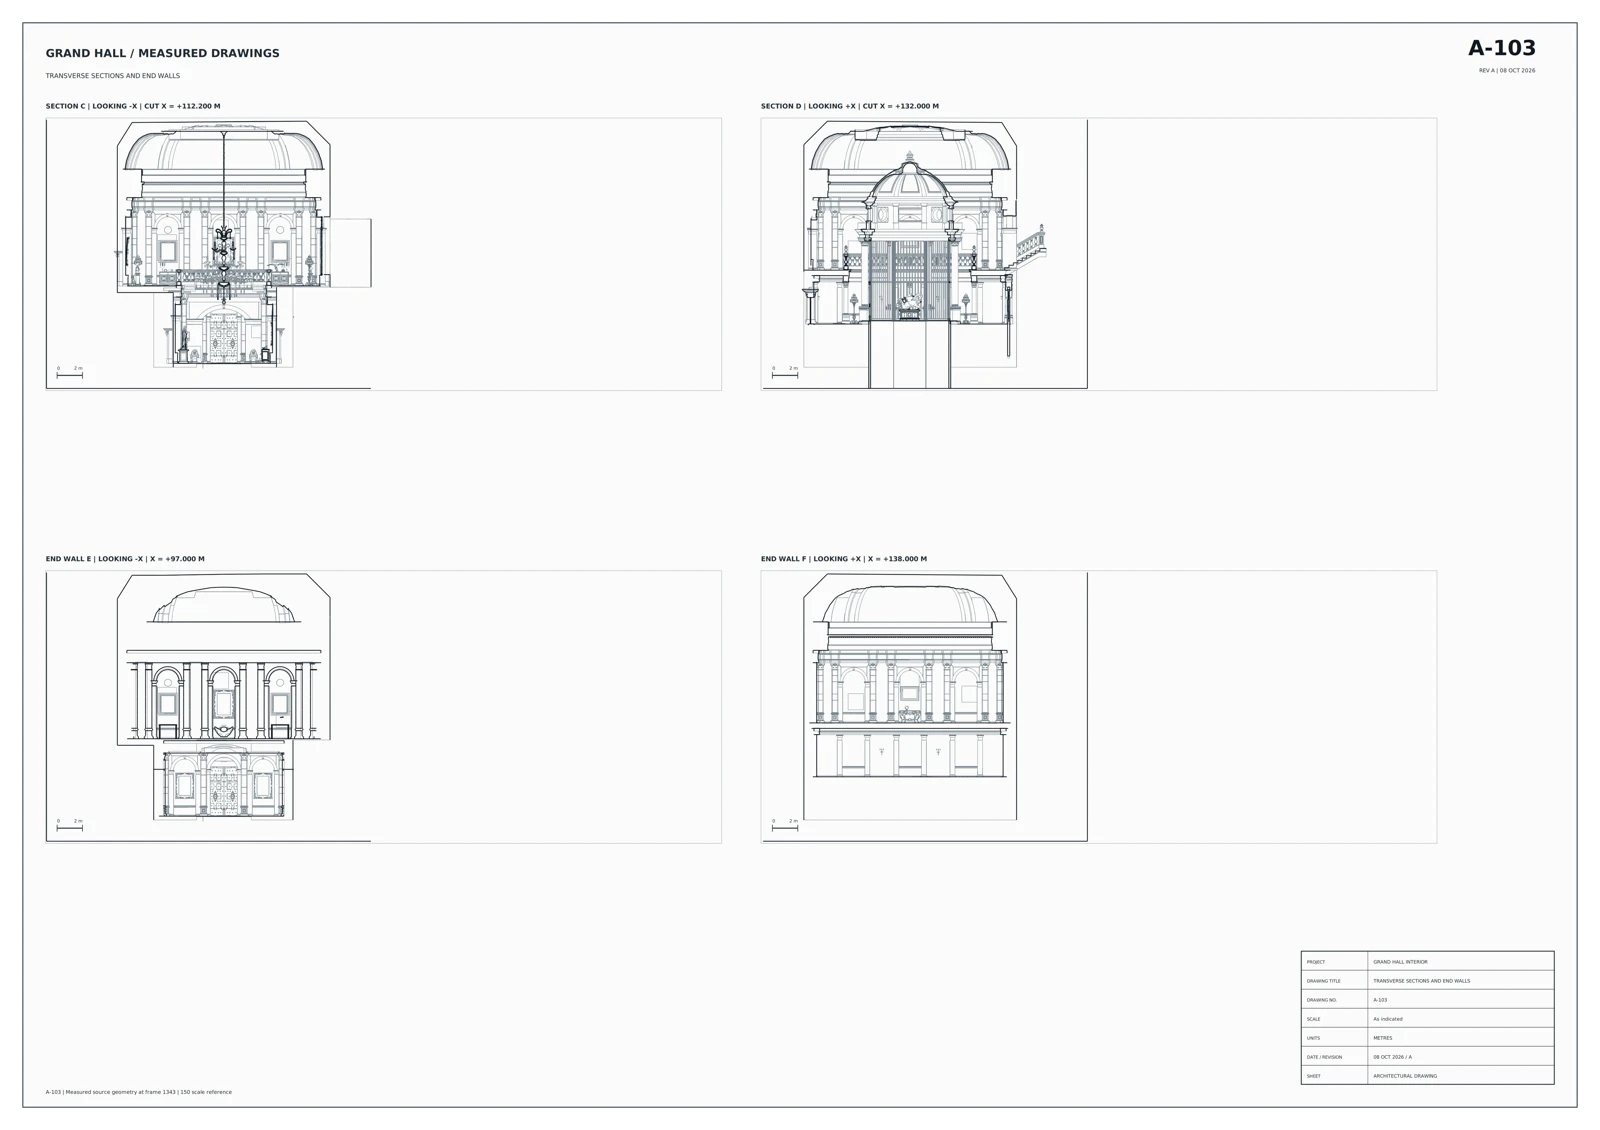 GRAND HALL / MEASURED DRAWINGS
A-103
TRANSVERSE SECTIONS AND END WALLS
REV A | 08 OCT 2026
SECTION C | LOOKING -X | CUT X = +112.200 M
SECTION D | LOOKING +X | CUT X = +132.000 M
0 2 m
0 2 m
END WALL E | LOOKING -X | X = +97.000 M
END WALL F | LOOKING +X | X = +138.000 M
0 2 m
0 2 m
PROJECT GRAND HALL INTERIOR
DRAWING TITLE TRANSVERSE SECTIONS AND END WALLS
DRAWING NO. A-103
SCALE As indicated
UNITS METRES
DATE / REVISION 08 OCT 2026 / A
SHEET ARCHITECTURAL DRAWING
A-103 | Measured source geometry at frame 1343 | 150 scale reference